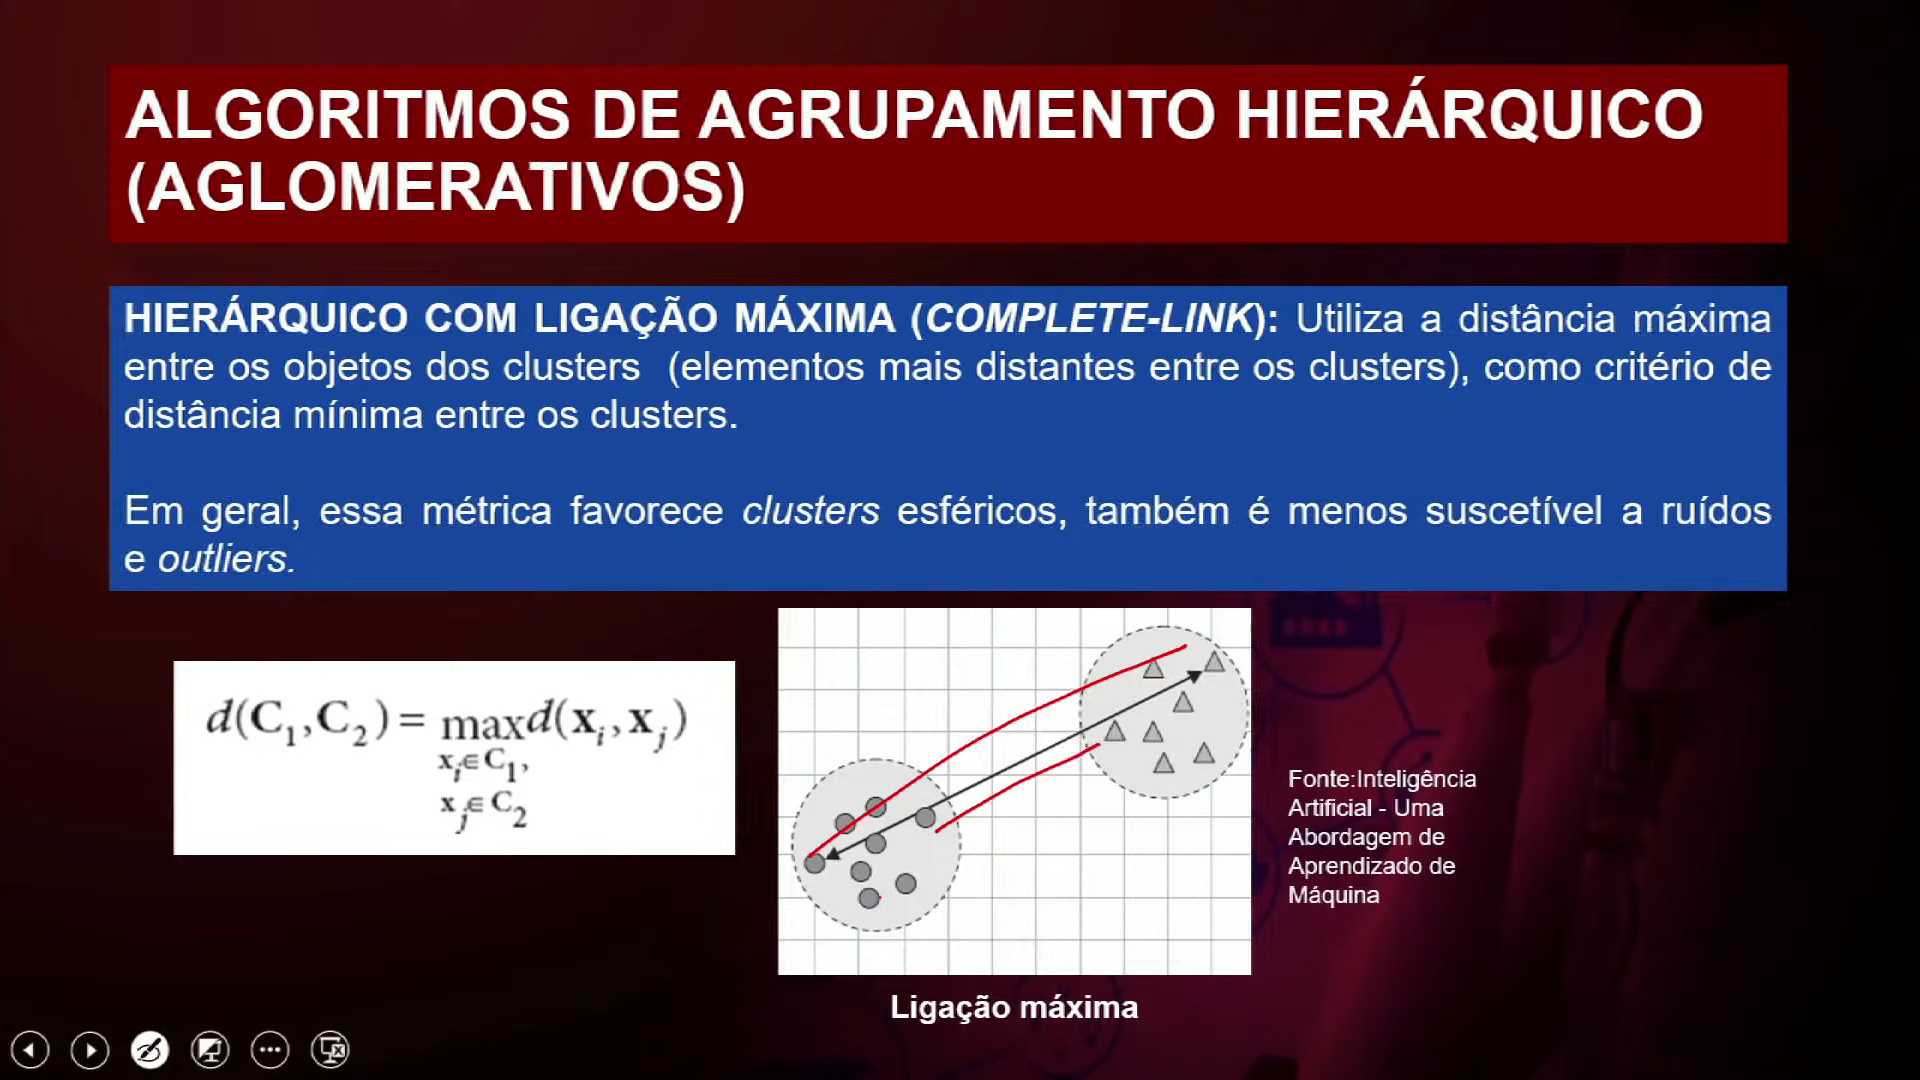 ALGORITMOS DE AGRUPAMENTO HIERÁRQUICO
(AGLOMERATIVOS)
HIERÁRQUICO COM LIGAÇÃO MÁXIMA (COMPLETE-LINK): Utiliza a distância máxima
entre os objetos dos clusters (elementos mais distantes entre os clusters), como critério de
distância mínima entre os clusters.
Em geral, essa métrica favorece clusters esféricos, também é menos suscetível a ruídos
e outliers.
d(C₁,C₂) = max d(xᵢ, xⱼ)
xᵢ∈C₁,
xⱼ∈C₂
Fonte:Inteligência
Artificial - Uma
Abordagem de
Aprendizado de
Máquina
Ligação máxima